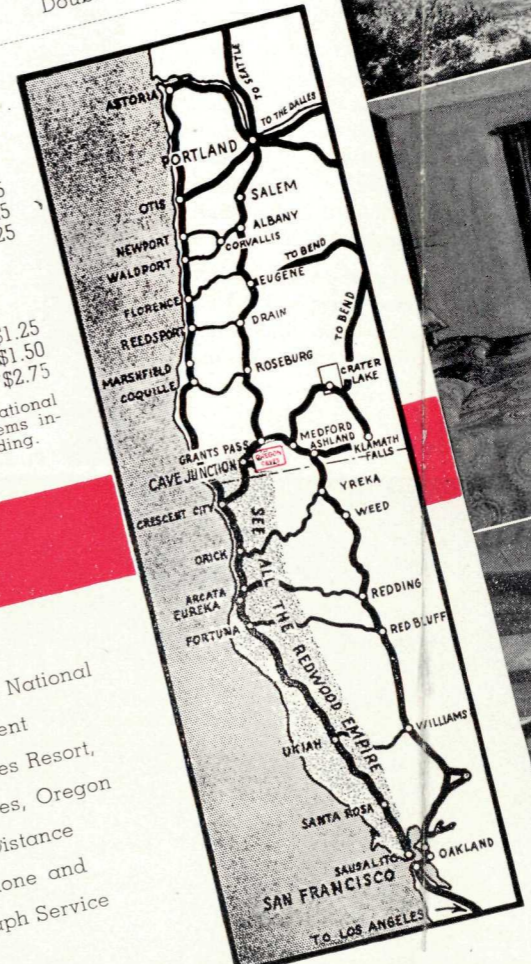 TO SEATTLE
ASTORIA
TO THE DALLES
PORTLAND
SALEM
OTIS
ALBANY
NEWPORT
CORVALLIS
WALDPORT
TO BEND
EUGENE
FLORENCE
TO BEND
REEDSPORT
DRAIN
ROSEBURG
MARSHFIELD
COQUILLE
CRATER
LAKE
GRANTS PASS
MEDFORD
ASHLAND
KLAMATH
FALLS
CAVE JUNCTION
OREGON
CAVES
YREKA
CRESCENT CITY
WEED
SEE ALL THE REDWOOD EMPIRE
ORICK
ARCATA
EUREKA
REDDING
FORTUNA
RED BLUFF
WILLIAMS
UKIAH
SANTA ROSA
SAUSALITO
OAKLAND
SAN FRANCISCO
TO LOS ANGELES
5
25
$1.25
$1.50
$2.75
ational
ems in-
ding.
National
ent
es Resort,
es, Oregon
Distance
one and
aph Service